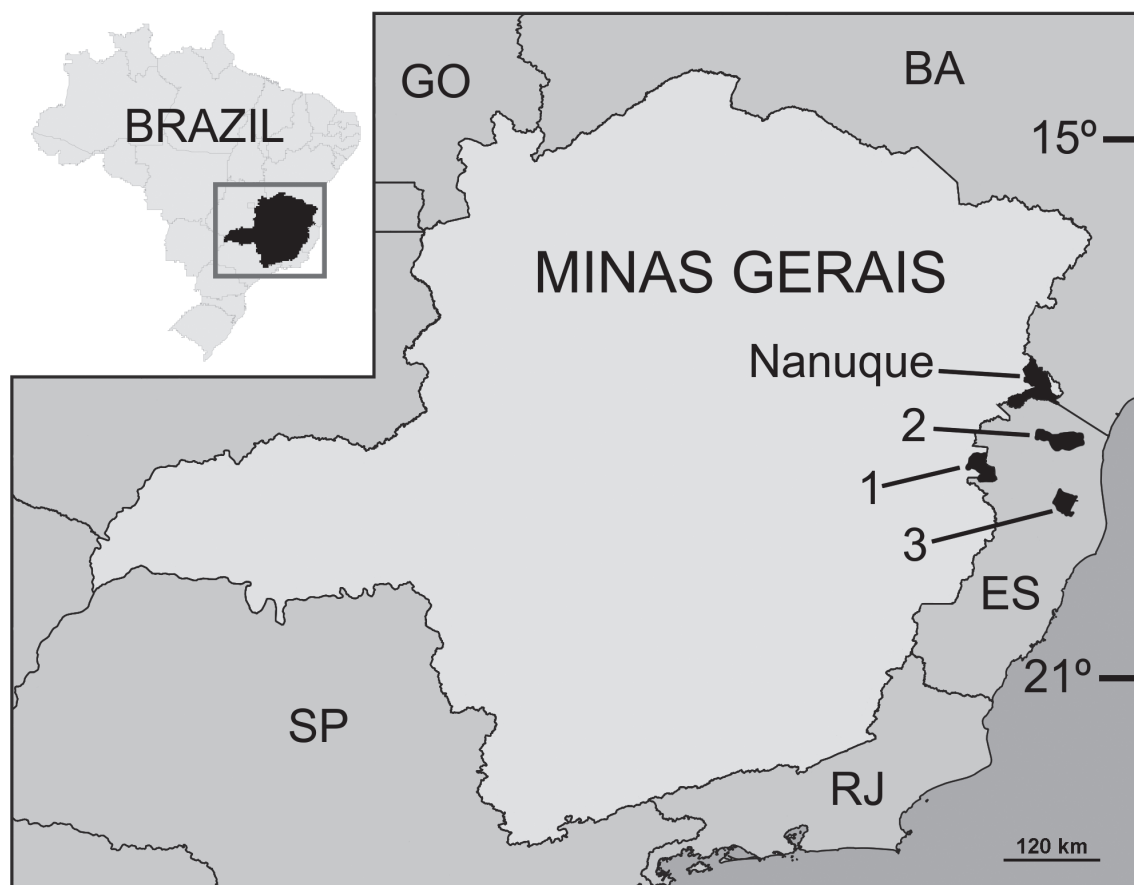 GO
BA
BRAZIL
15º
MINAS GERAIS
Nanuque
2
1
3
ES
21º
SP
RJ
120 km